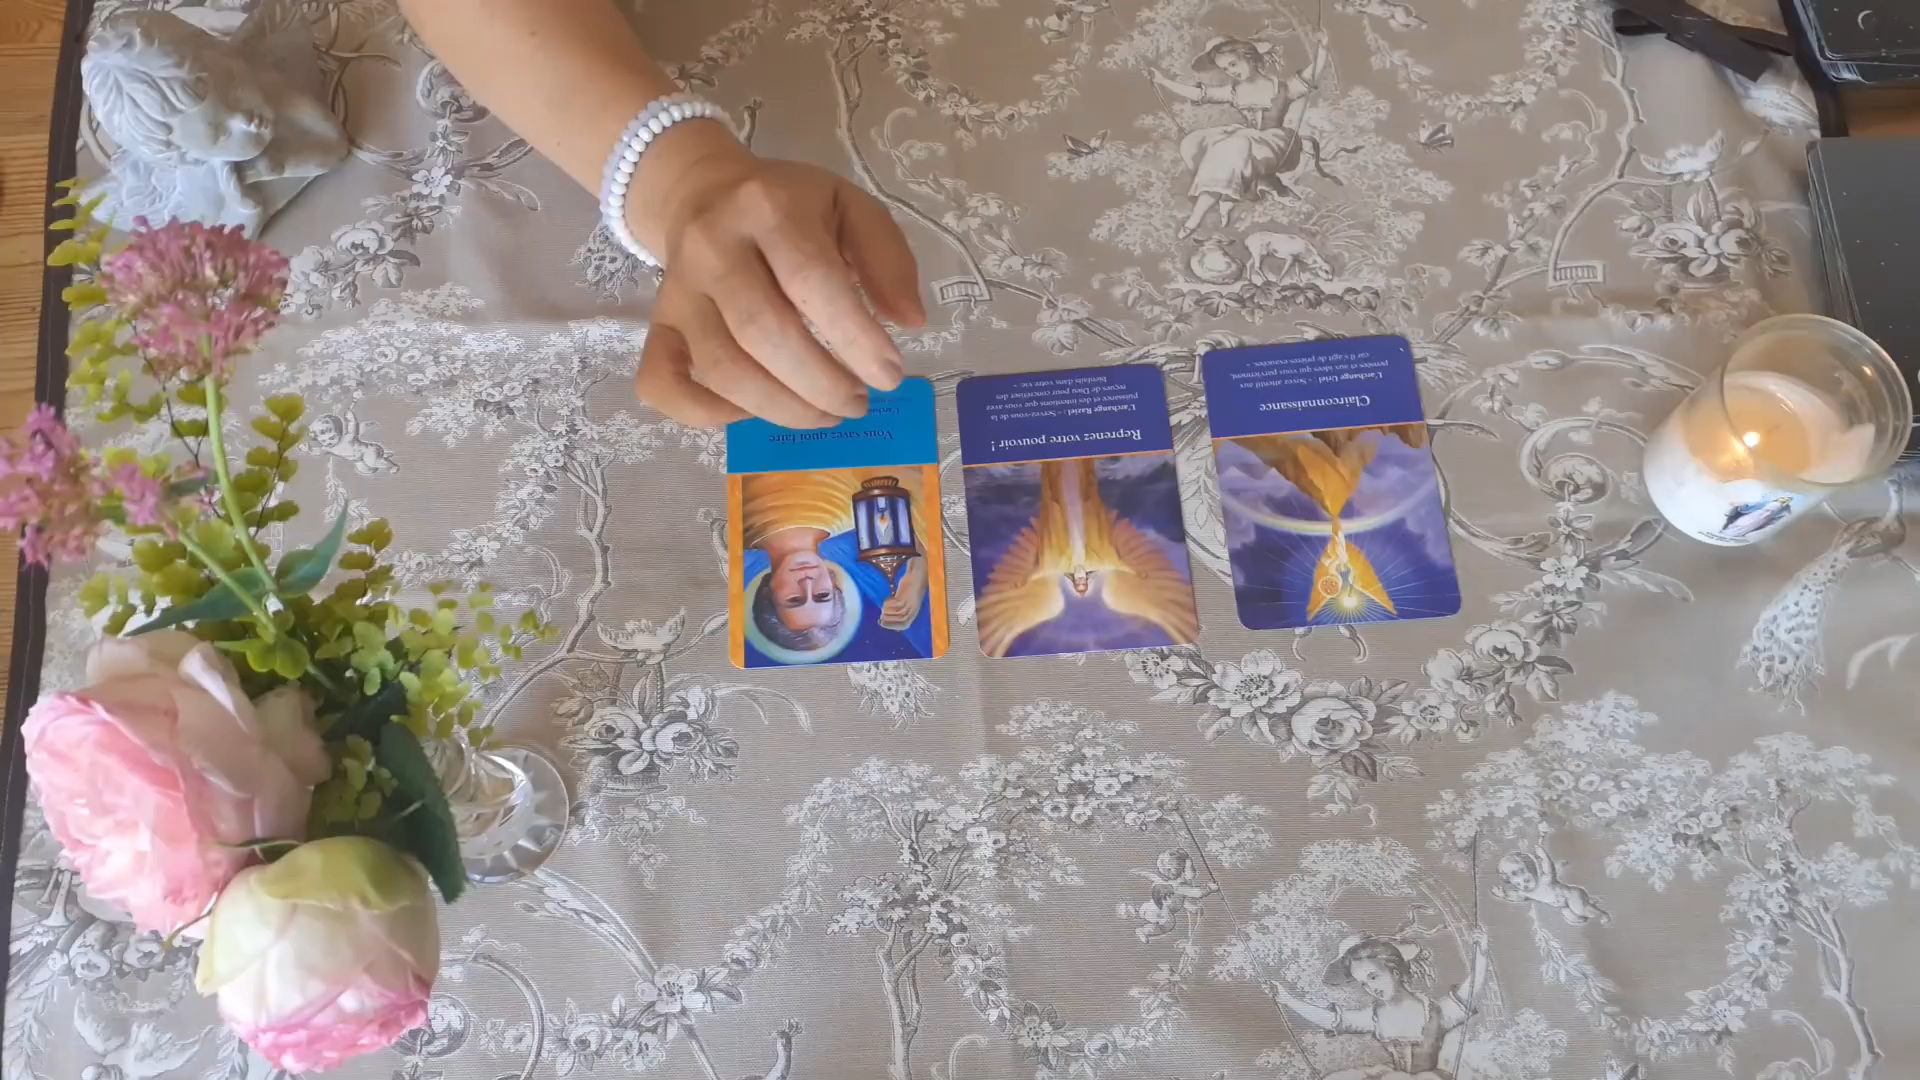 Vous savez quoi faire
Reprenez votre pouvoir !
L'archange Raziel : « Servez-vous de la
Puissance et des intentions que vous avez
reçues de Dieu pour concrétiser des
bienfaits dans votre vie. »
Clairconnaissance
L'archange Uriel : « Soyez attentif aux
pensées et aux idées qui vous parviennent,
car il s'agit de prières exaucées. »